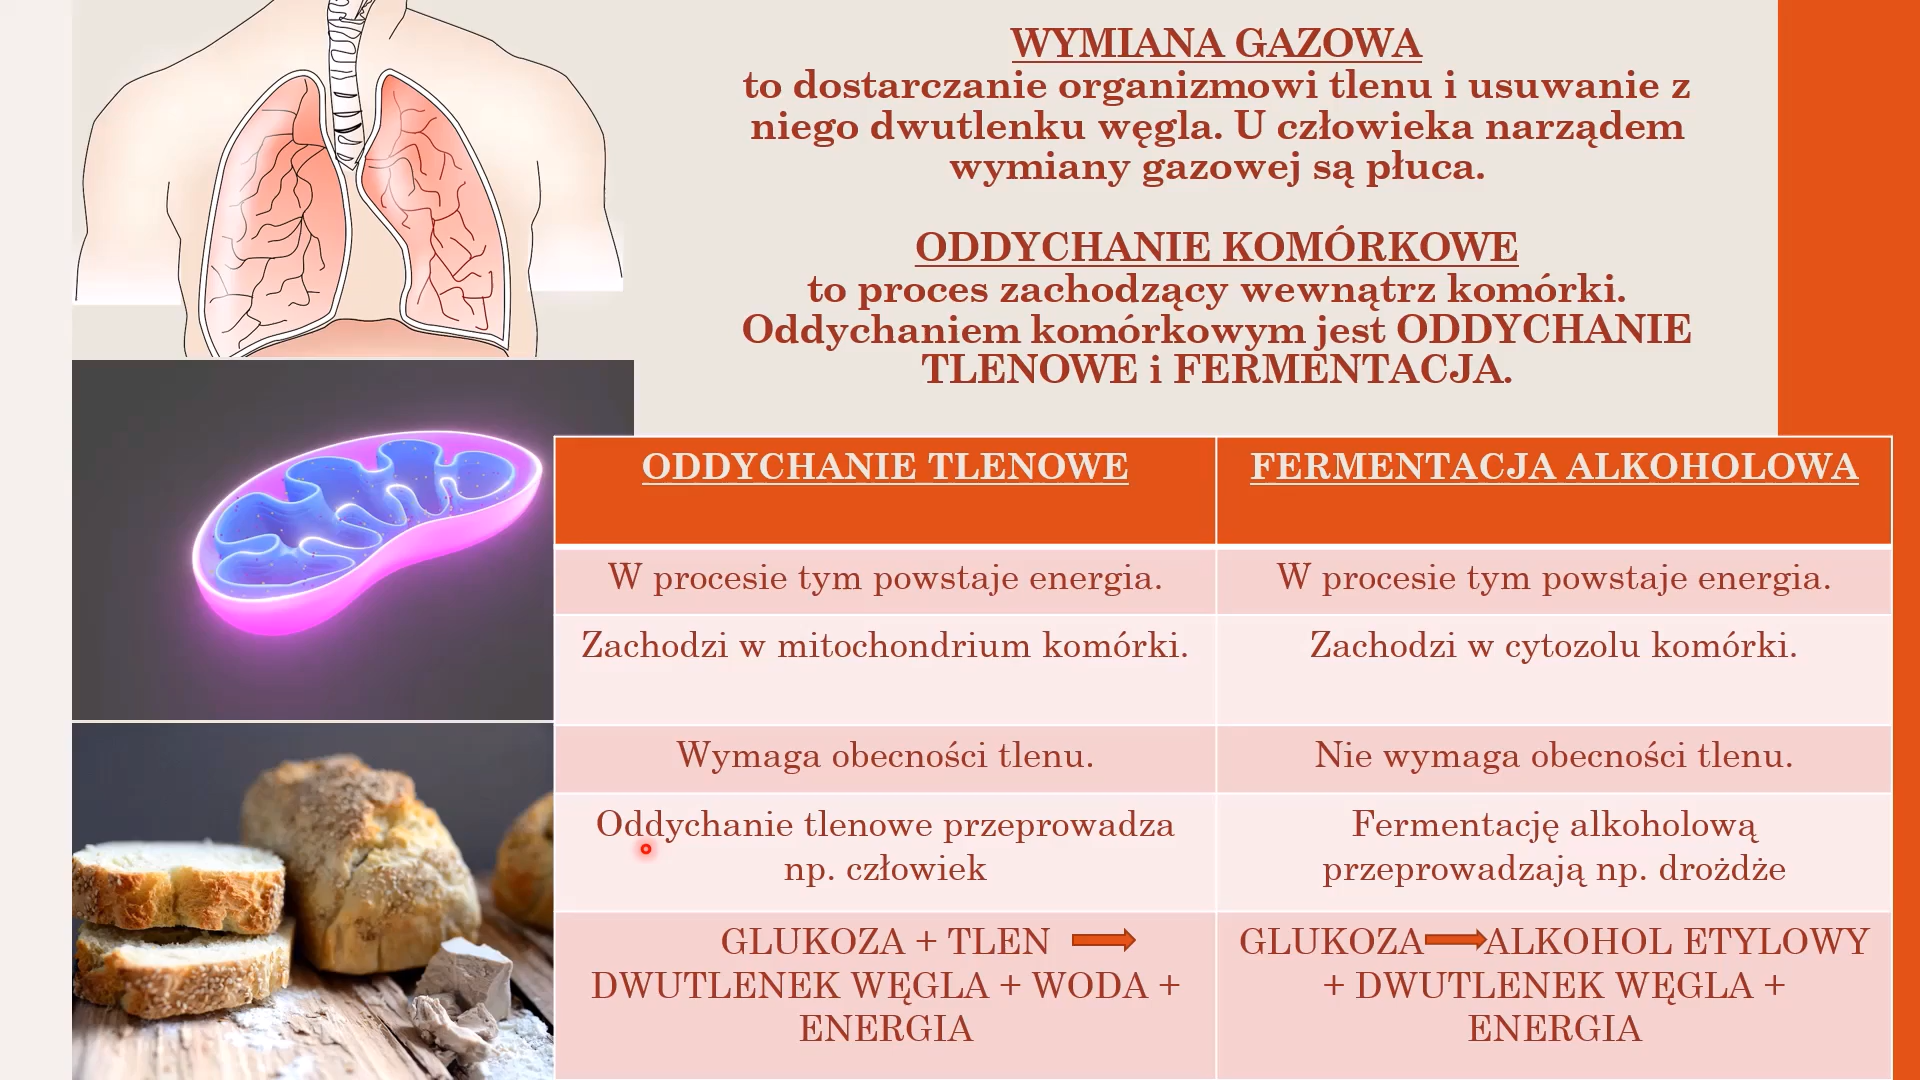 WYMIANA GAZOWA
to dostarczanie organizmowi tlenu i usuwanie z
niego dwutlenku węgla. U człowieka narządem
wymiany gazowej są płuca.
ODDYCHANIE KOMÓRKOWE
to proces zachodzący wewnątrz komórki.
Oddychaniem komórkowym jest ODDYCHANIE
TLENOWE i FERMENTACJA.
ODDYCHANIE TLENOWE
FERMENTACJA ALKOHOLOWA
W procesie tym powstaje energia.
W procesie tym powstaje energia.
Zachodzi w mitochondrium komórki.
Zachodzi w cytozolu komórki.
Wymaga obecności tlenu.
Nie wymaga obecności tlenu.
Oddychanie tlenowe przeprowadza
np. człowiek
Fermentację alkoholową
przeprowadzają np. drożdże
GLUKOZA + TLEN
DWUTLENEK WĘGLA + WODA +
ENERGIA
GLUKOZA ALKOHOL ETYLOWY
+ DWUTLENEK WĘGLA +
ENERGIA